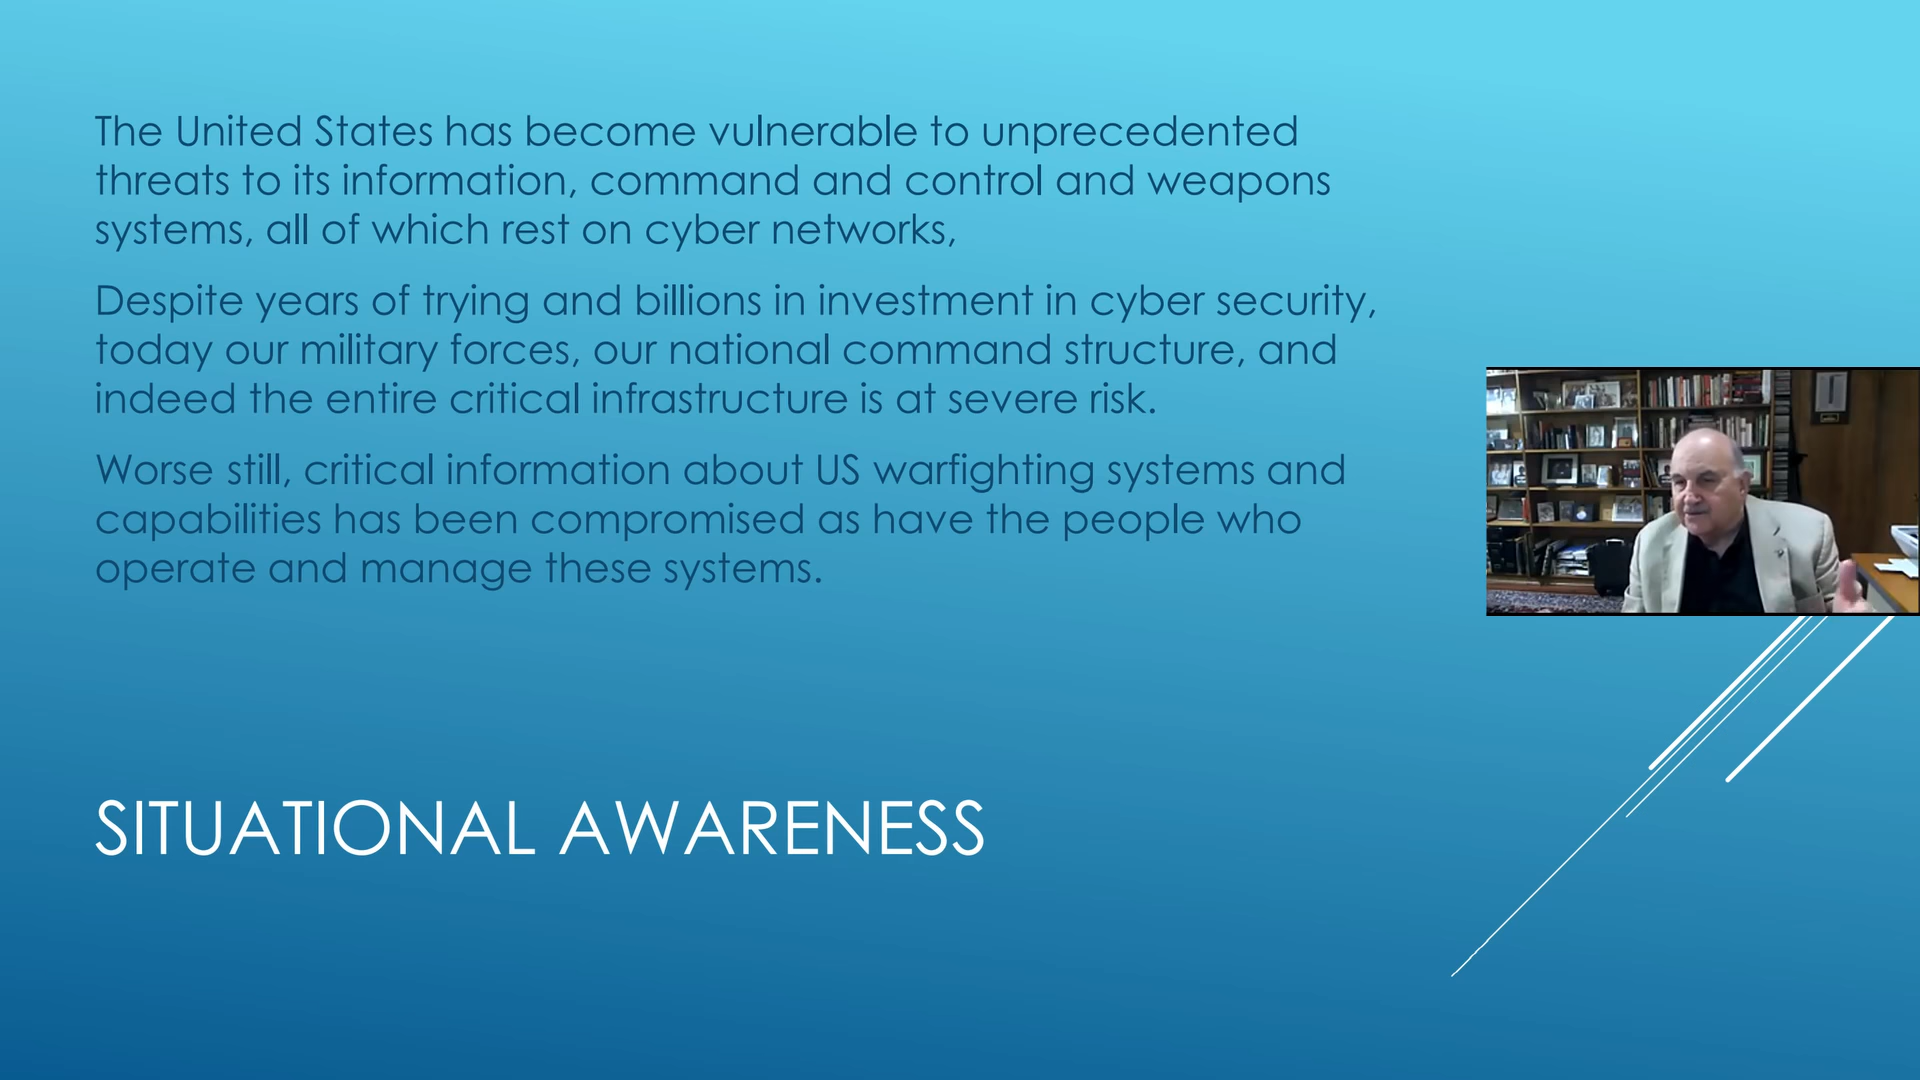 The United States has become vulnerable to unprecedented
threats to its information, command and control and weapons
systems, all of which rest on cyber networks,
Despite years of trying and billions in investment in cyber security,
today our military forces, our national command structure, and
indeed the entire critical infrastructure is at severe risk.
Worse still, critical information about US warfighting systems and
capabilities has been compromised as have the people who
operate and manage these systems.
SITUATIONAL AWARENESS